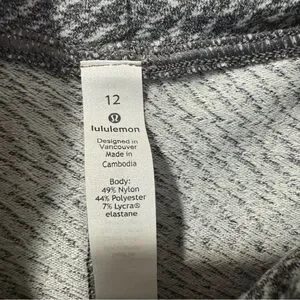 12
lululemon
Designed in
Vancouver
Made in
Cambodia
Body:
49% Nylon
44% Polyester
7% Lycra®
elastane